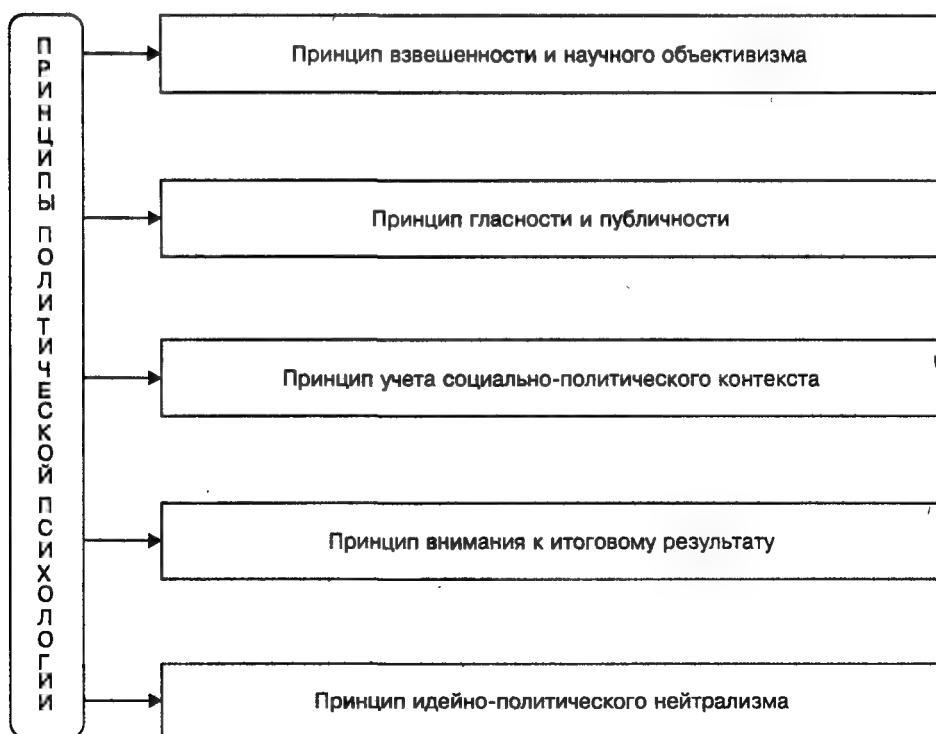 ПРИНЦИПЫ ПОЛИТИЧЕСКОЙ ПСИХОЛОГИИ
Принцип взвешенности и научного объективизма
Принцип гласности и публичности
Принцип учета социально-политического контекста
Принцип внимания к итоговому результату
Принцип идейно-политического нейтрализма